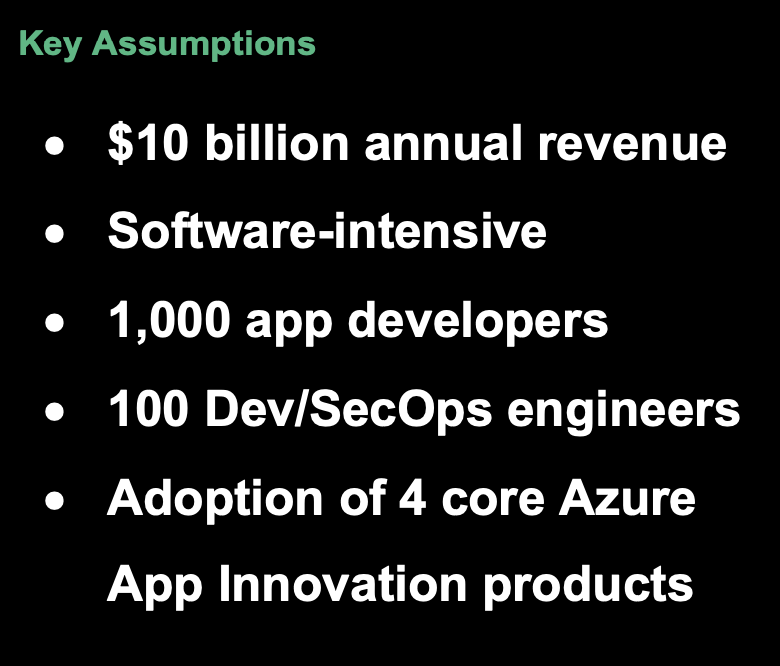 Key Assumptions
• $10 billion annual revenue
• Software-intensive
• 1,000 app developers
• 100 Dev/SecOps engineers
• Adoption of 4 core Azure
App Innovation products